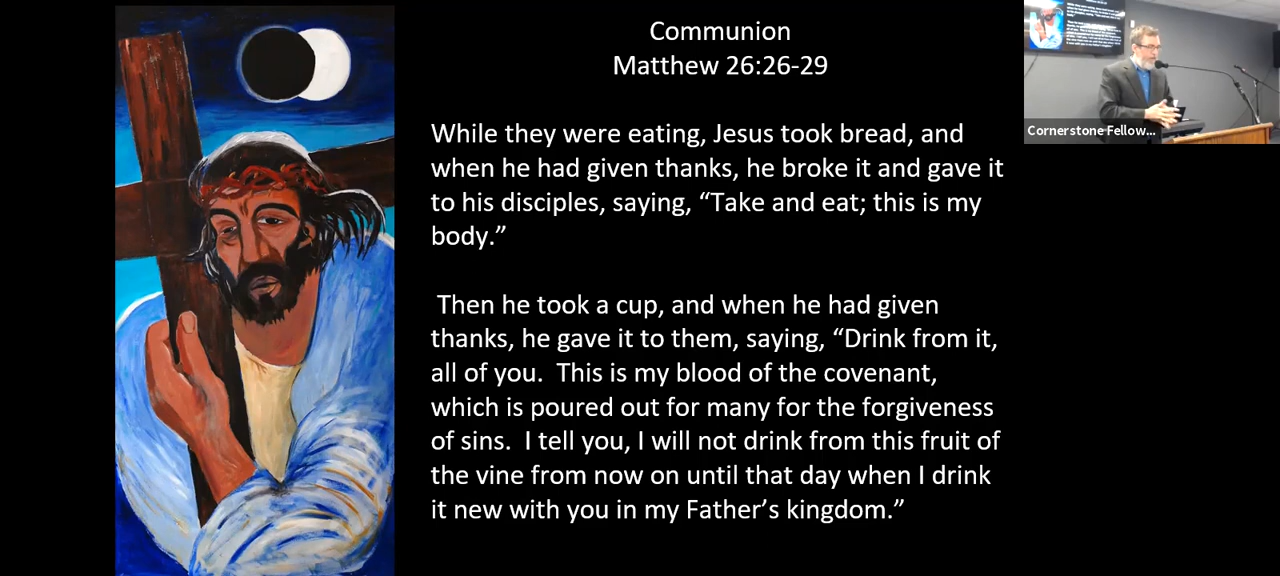 Communion
Matthew 26:26-29
While they were eating, Jesus took bread, and
when he had given thanks, he broke it and gave it
to his disciples, saying, “Take and eat; this is my
body.”
Then he took a cup, and when he had given
thanks, he gave it to them, saying, “Drink from it,
all of you.  This is my blood of the covenant,
which is poured out for many for the forgiveness
of sins.  I tell you, I will not drink from this fruit of
the vine from now on until that day when I drink
it new with you in my Father’s kingdom.”
Cornerstone Fellow...